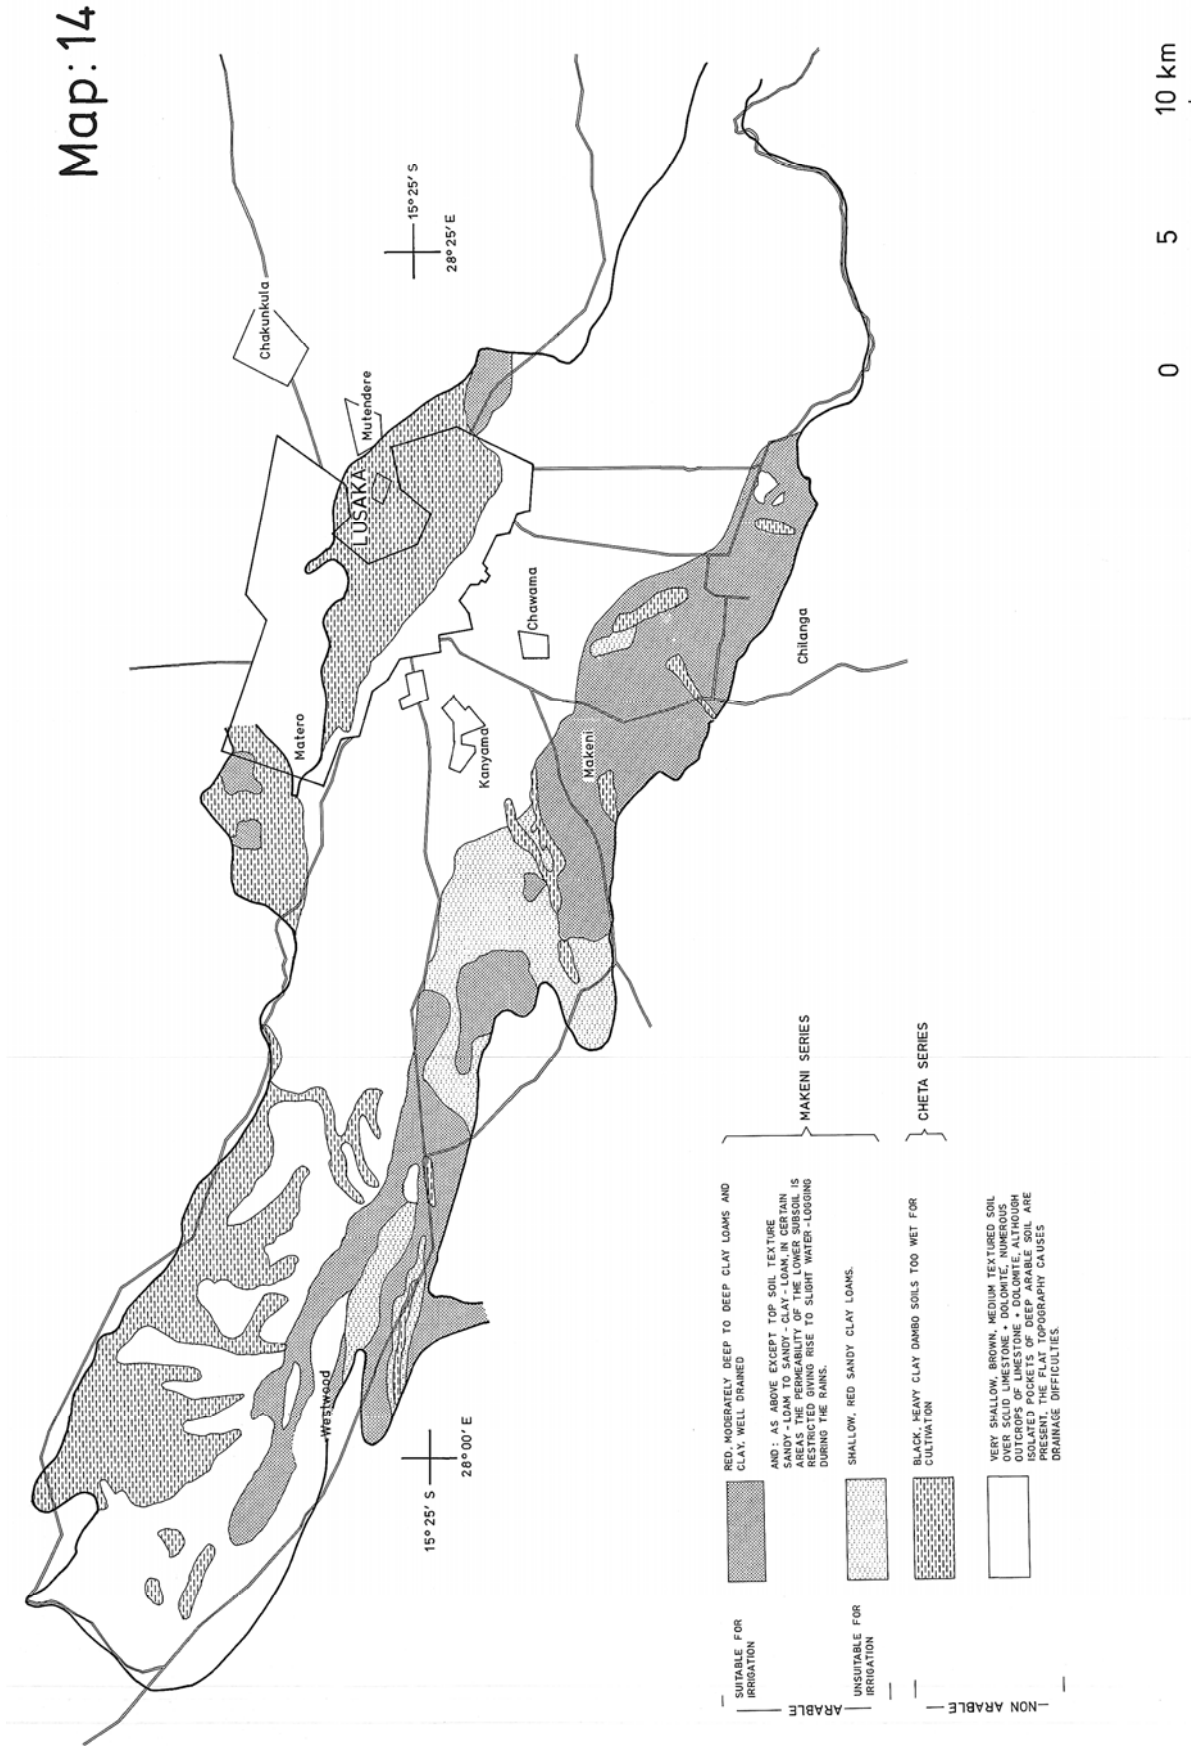 Map: 14
Chakunkula
15° 25' S
28° 25' E
Mutendere
LUSAKA
Matero
Chawama
Kanyama
Makeni
Chilanga
Westwood
15° 25' S
28° 00' E
0 5 10 km
ARABLE
SUITABLE FOR
IRRIGATION
RED, MODERATELY DEEP TO DEEP CLAY LOAMS AND
CLAY, WELL DRAINED
AND: AS ABOVE EXCEPT TOP SOIL TEXTURE
SANDY-LOAM TO SANDY-CLAY-LOAM, IN CERTAIN
AREAS THE PERMEABILITY OF THE LOWER SUBSOIL IS
RESTRICTED GIVING RISE TO SLIGHT WATER-LOGGING
DURING THE RAINS.
UNSUITABLE FOR
IRRIGATION
SHALLOW, RED SANDY CLAY LOAMS.
MAKENI SERIES
NON ARABLE
BLACK, HEAVY CLAY DAMBO SOILS TOO WET FOR
CULTIVATION
CHETA SERIES
VERY SHALLOW, BROWN, MEDIUM TEXTURED SOIL
OVER SOLID LIMESTONE + DOLOMITE, NUMEROUS
OUTCROPS OF LIMESTONE + DOLOMITE, ALTHOUGH
ISOLATED POCKETS OF DEEP ARABLE SOIL ARE
PRESENT, THE FLAT TOPOGRAPHY CAUSES
DRAINAGE DIFFICULTIES.